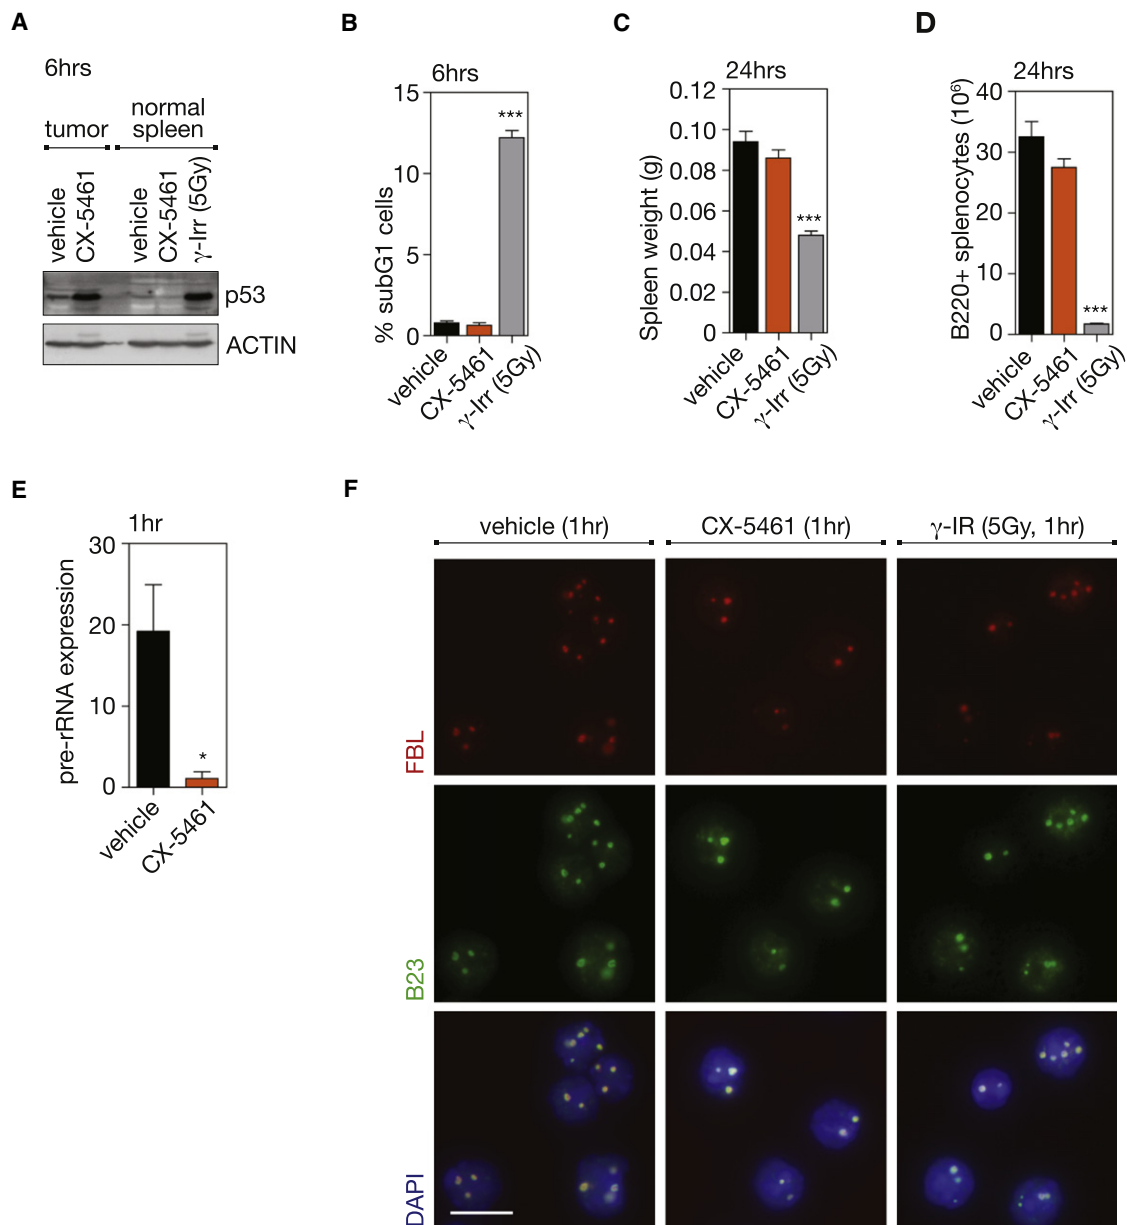 A
6hrs
tumor
normal
spleen
vehicle
CX-5461
vehicle
CX-5461
γ-Irr (5Gy)
p53
ACTIN
B
6hrs
% subG1 cells
15
10
5
0
***
vehicle
CX-5461
γ-Irr (5Gy)
C
24hrs
Spleen weight (g)
0.12
0.10
0.08
0.06
0.04
0.02
0
***
vehicle
CX-5461
γ-Irr (5Gy)
D
24hrs
B220+ splenocytes (10⁶)
40
30
20
10
0
***
vehicle
CX-5461
γ-Irr (5Gy)
E
1hr
pre-rRNA expression
30
20
10
0
*
vehicle
CX-5461
F
vehicle (1hr)
CX-5461 (1hr)
γ-IR (5Gy, 1hr)
FBL
B23
DAPI